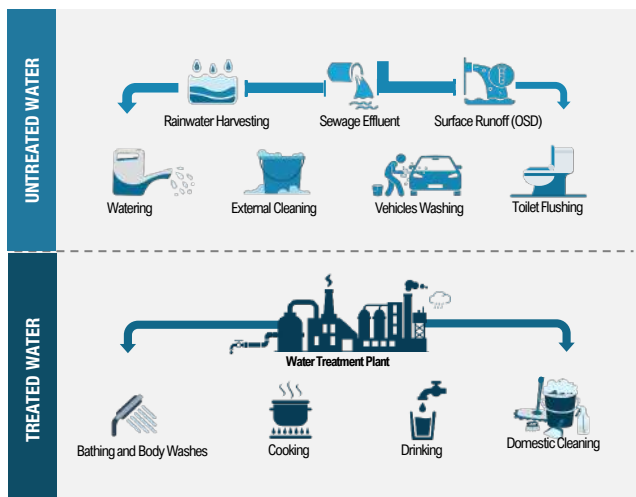 UNTREATED WATER
Rainwater Harvesting
Sewage Effluent
Surface Runoff (OSD)
Watering
External Cleaning
Vehicles Washing
Toilet Flushing
TREATED WATER
Water Treatment Plant
Bathing and Body Washes
Cooking
Drinking
Domestic Cleaning